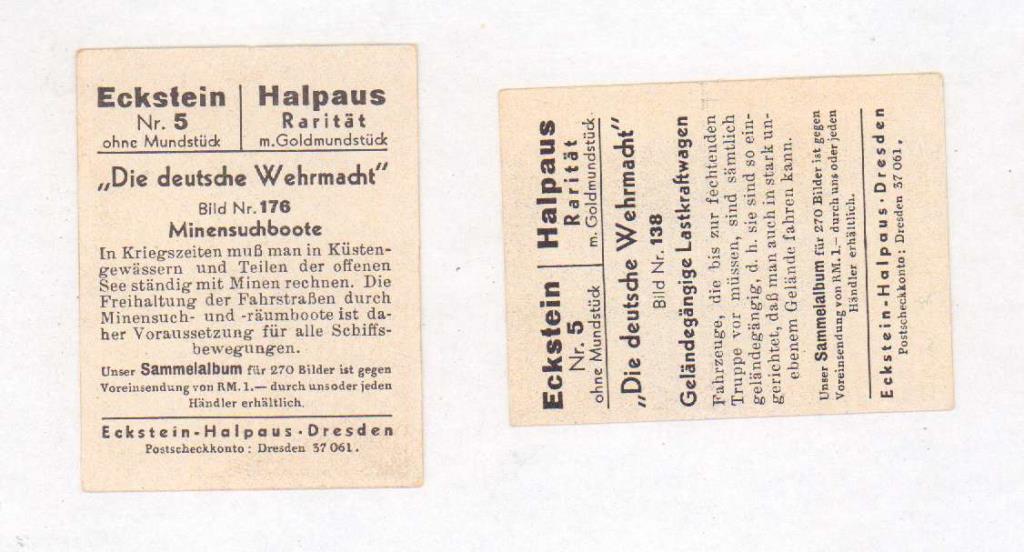 Eckstein
Nr. 5
ohne Mundstück
Halpaus
Rarität
m. Goldmundstück
„Die deutsche Wehrmacht"
Bild Nr. 176
Minensuchboote
In Kriegszeiten muß man in Küsten-
gewässern und Teilen der offenen
See ständig mit Minen rechnen. Die
Freihaltung der Fahrstraßen durch
Minensuch- und -räumboote ist da-
her Voraussetzung für alle Schiffs-
bewegungen.
Unser Sammelalbum für 270 Bilder ist gegen
Voreinsendung von RM. 1.— durch uns oder jeden
Händler erhältlich.
Eckstein-Halpaus · Dresden
Postscheckkonto: Dresden 37 061.
Eckstein
Nr. 5
ohne Mundstück
Halpaus
Rarität
m. Goldmundstück
„Die deutsche Wehrmacht"
Bild Nr. 138
Geländegängige Lastkraftwagen
Fahrzeuge, die bis zur fechtenden
Truppe vor müssen, sind sämtlich
geländegängig, d. h. sie sind so ein-
gerichtet, daß man auch in stark un-
ebenem Gelände fahren kann.
Unser Sammelalbum für 270 Bilder ist gegen
Voreinsendung von RM. 1.— durch uns oder jeden
Händler erhältlich.
Eckstein-Halpaus · Dresden
Postscheckkonto: Dresden 37 061.